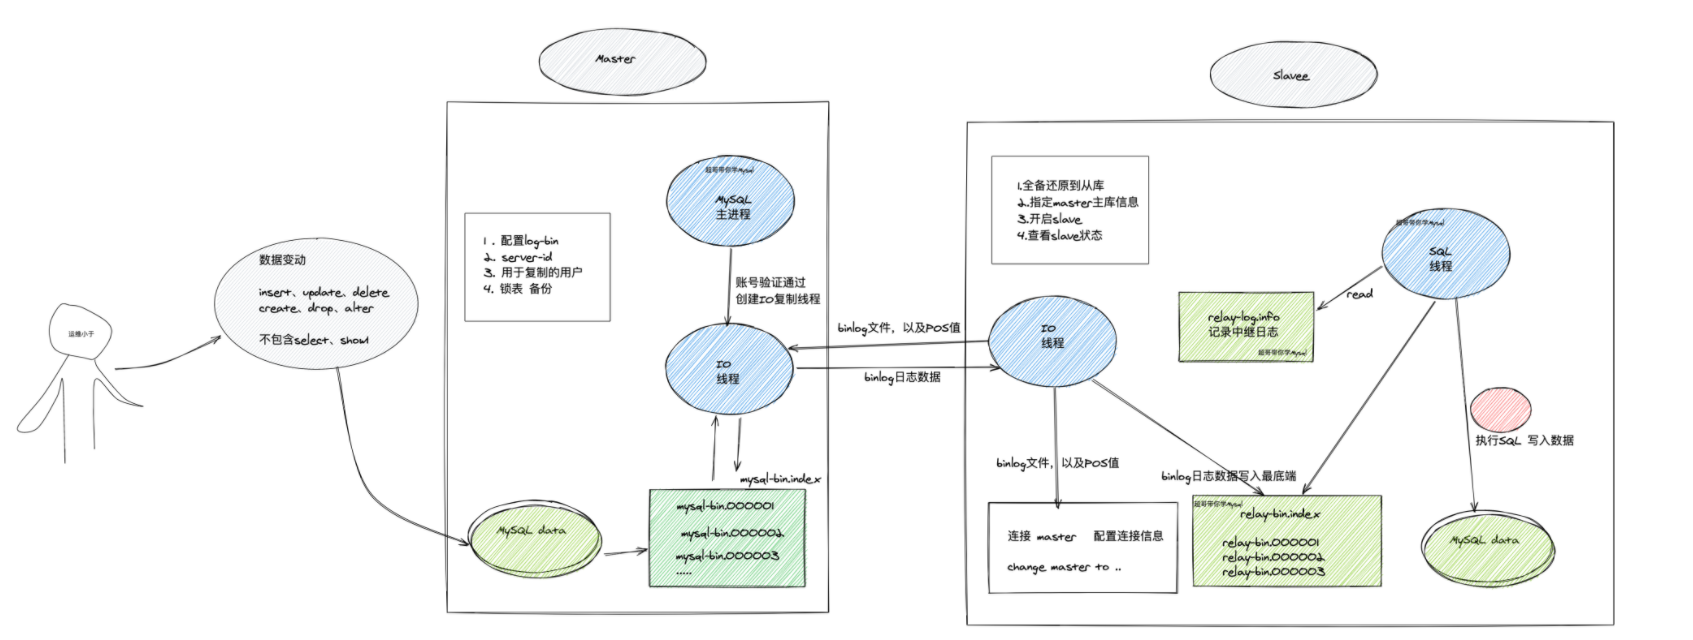 Master
Slavee
运维小于
数据变动
insert、update、delete
create、drop、alter
不包含select、show
1. 配置log-bin
2. server-id
3. 用于复制的用户
4. 锁表 备份
超哥带你学Mysql
MySQL
主进程
账号验证通过
创建IO复制线程
IO
线程
mysql-bin.index
mysql-bin.000001
mysql-bin.000002
mysql-bin.000003
.....
MySQL data
binlog文件，以及POS值
binlog日志数据
1.全备还原到从库
2.指定master主库信息
3.开启slave
4.查看slave状态
IO
线程
超哥带你学Mysql
SQL
线程
read
relay-log.info
记录中继日志
超哥带你学Mysql
执行SQL 写入数据
binlog文件，以及POS值
binlog日志数据写入最底端
连接 master 配置连接信息
change master to ..
超哥带你学Mysql
relay-bin.index
relay-bin.000001
relay-bin.000002
relay-bin.000003
MySQL data